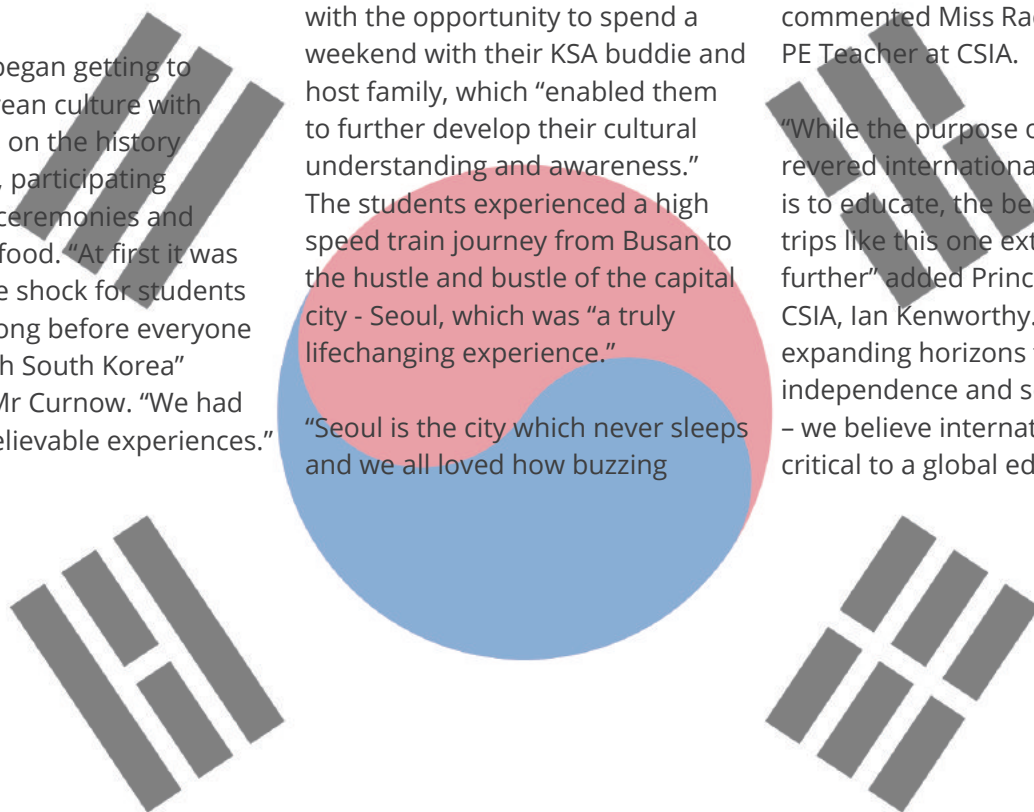 began getting to
rean culture with
on the history
, participating
ceremonies and
food. “At first it was
e shock for students
ong before everyone
h South Korea”
Mr Curnow. “We had
elievable experiences.”
with the opportunity to spend a
weekend with their KSA buddie and
host family, which “enabled them
to further develop their cultural
understanding and awareness.”
The students experienced a high
speed train journey from Busan to
the hustle and bustle of the capital
city - Seoul, which was “a truly
lifechanging experience.”
“Seoul is the city which never sleeps
and we all loved how buzzing
commented Miss Ra
PE Teacher at CSIA.
“While the purpose o
revered internationa
is to educate, the be
trips like this one ext
further” added Princ
CSIA, Ian Kenworthy.
expanding horizons
independence and s
– we believe internat
critical to a global ed